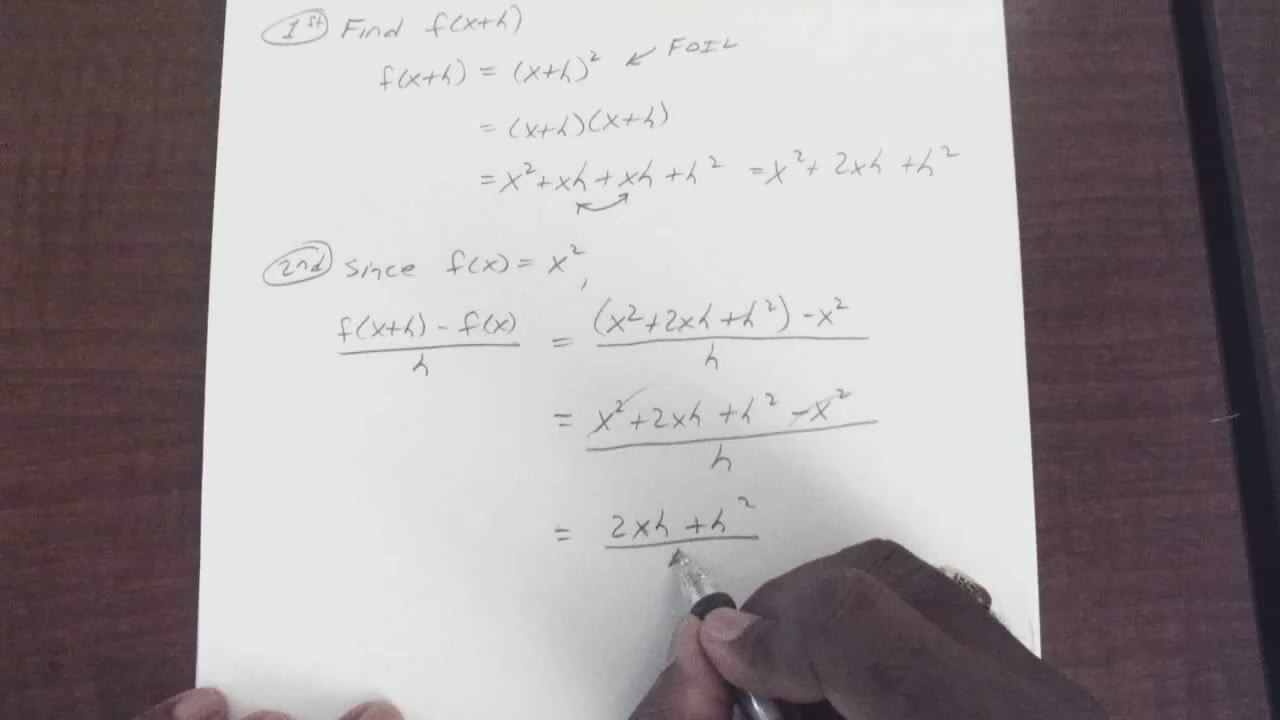 1st Find f(x+h)
f(x+h) = (x+h)² ↙ FOIL
= (x+h)(x+h)
= x² + xh + xh + h² = x² + 2xh + h²
2nd Since f(x) = x²,
f(x+h) - f(x) / h = (x² + 2xh + h²) - x² / h
= x² + 2xh + h² - x² / h
= 2xh + h²